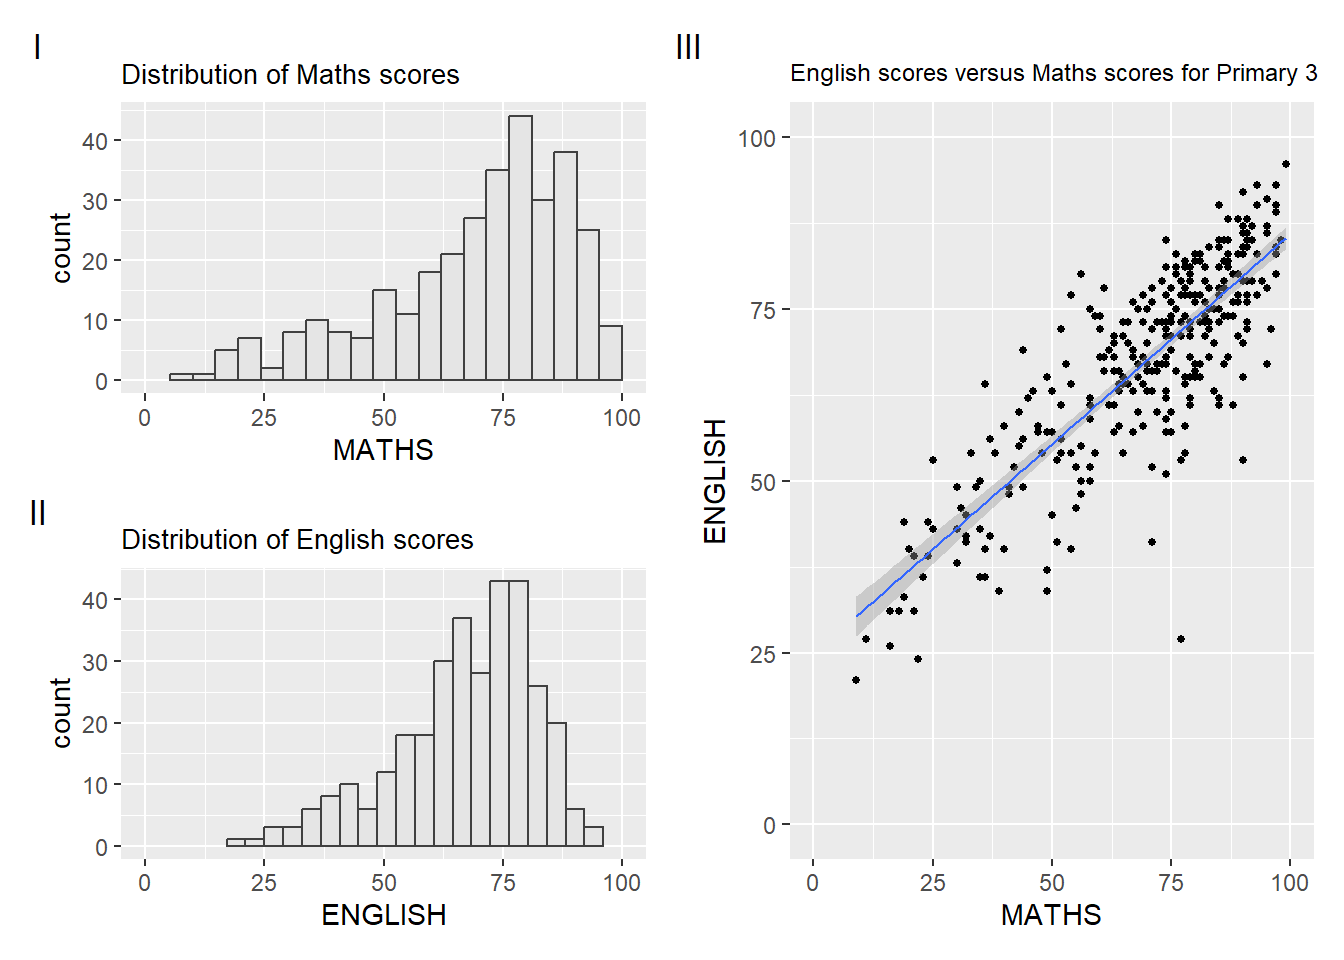 I
Distribution of Maths scores
40
30
20
10
0
count
0 25 50 75 100
MATHS
II
Distribution of English scores
40
30
20
10
0
count
0 25 50 75 100
ENGLISH
III
English scores versus Maths scores for Primary 3
100
75
50
25
0
ENGLISH
0 25 50 75 100
MATHS